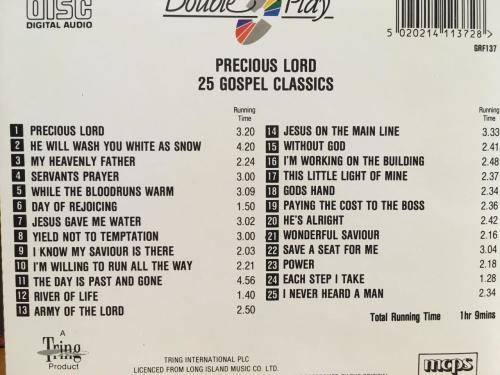 DISC
DIGITAL AUDIO
Double Play
5 020214 113728 >
GRF137
PRECIOUS LORD
25 GOSPEL CLASSICS
Running Time
1 PRECIOUS LORD 3.20
2 HE WILL WASH YOU WHITE AS SNOW 4.20
3 MY HEAVENLY FATHER 2.24
4 SERVANTS PRAYER 3.00
5 WHILE THE BLOODRUNS WARM 3.09
6 DAY OF REJOICING 1.50
7 JESUS GAVE ME WATER 3.02
8 YIELD NOT TO TEMPTATION 3.00
9 I KNOW MY SAVIOUR IS THERE 2.03
10 I'M WILLING TO RUN ALL THE WAY 2.21
11 THE DAY IS PAST AND GONE 4.56
12 RIVER OF LIFE 1.40
13 ARMY OF THE LORD 2.50
Running Time
14 JESUS ON THE MAIN LINE 3.33
15 WITHOUT GOD 2.41
16 I'M WORKING ON THE BUILDING 2.48
17 THIS LITTLE LIGHT OF MINE 2.37
18 GODS HAND 2.34
19 PAYING THE COST TO THE BOSS 2.36
20 HE'S ALRIGHT 2.42
21 WONDERFUL SAVIOUR 2.16
22 SAVE A SEAT FOR ME 3.04
23 POWER 2.18
24 EACH STEP I TAKE 1.28
25 I NEVER HEARD A MAN 2.34
Total Running Time 1hr 9mins
A
Tring
Product
TRING INTERNATIONAL PLC
LICENCED FROM LONG ISLAND MUSIC CO. LTD.
mcps